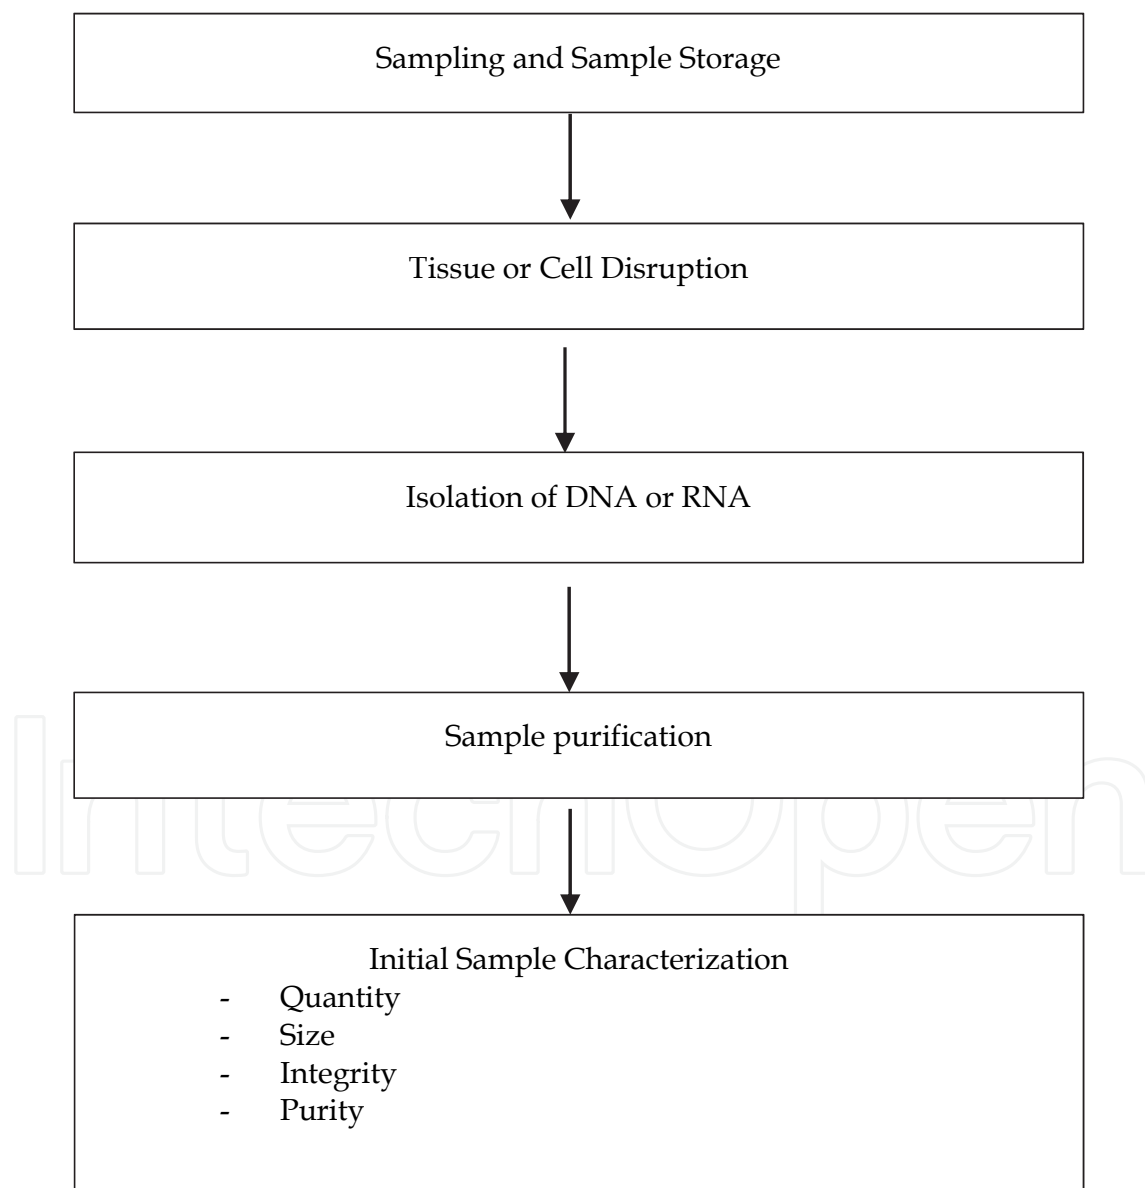 Sampling and Sample Storage
Tissue or Cell Disruption
Isolation of DNA or RNA
Sample purification
IntechOpen
Initial Sample Characterization
- Quantity
- Size
- Integrity
- Purity